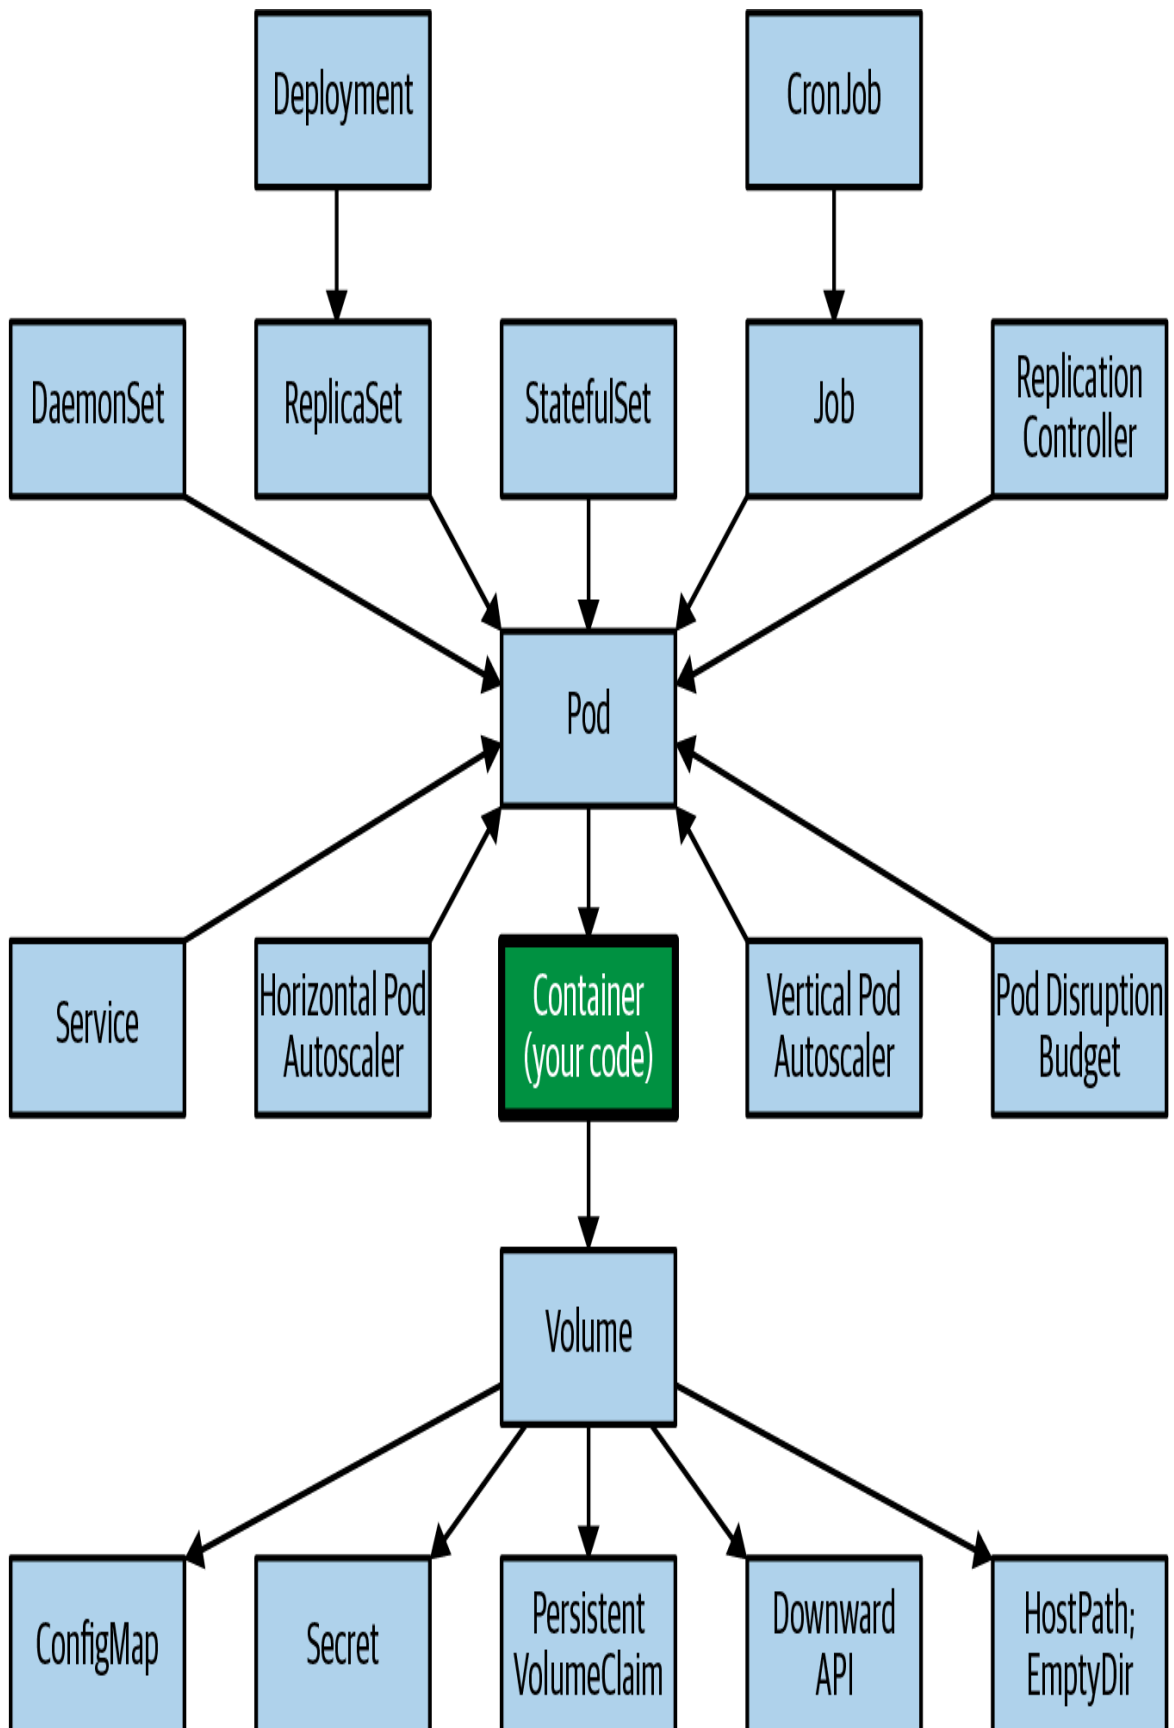 Deployment
CronJob
DaemonSet
ReplicaSet
StatefulSet
Job
Replication
Controller
Pod
Service
Horizontal Pod
Autoscaler
Container
(your code)
Vertical Pod
Autoscaler
Pod Disruption
Budget
Volume
ConfigMap
Secret
Persistent
VolumeClaim
Downward
API
HostPath;
EmptyDir